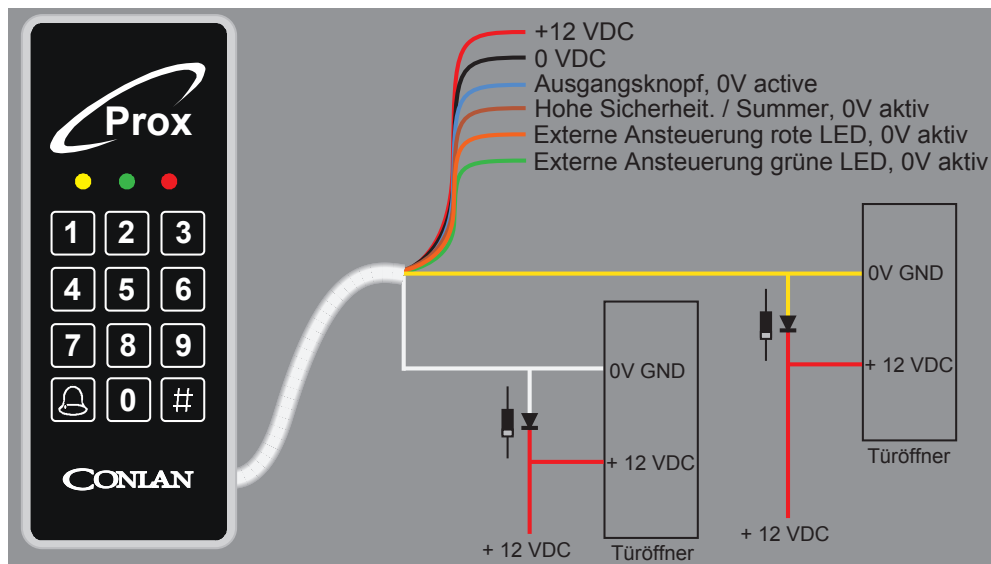 Prox
1 2 3
4 5 6
7 8 9
0 #
CONLAN
+12 VDC
0 VDC
Ausgangsknopf, 0V active
Hohe Sicherheit. / Summer, 0V aktiv
Externe Ansteuerung rote LED, 0V aktiv
Externe Ansteuerung grüne LED, 0V aktiv
0V GND
+ 12 VDC
+ 12 VDC
Türöffner
0V GND
+ 12 VDC
+ 12 VDC
Türöffner